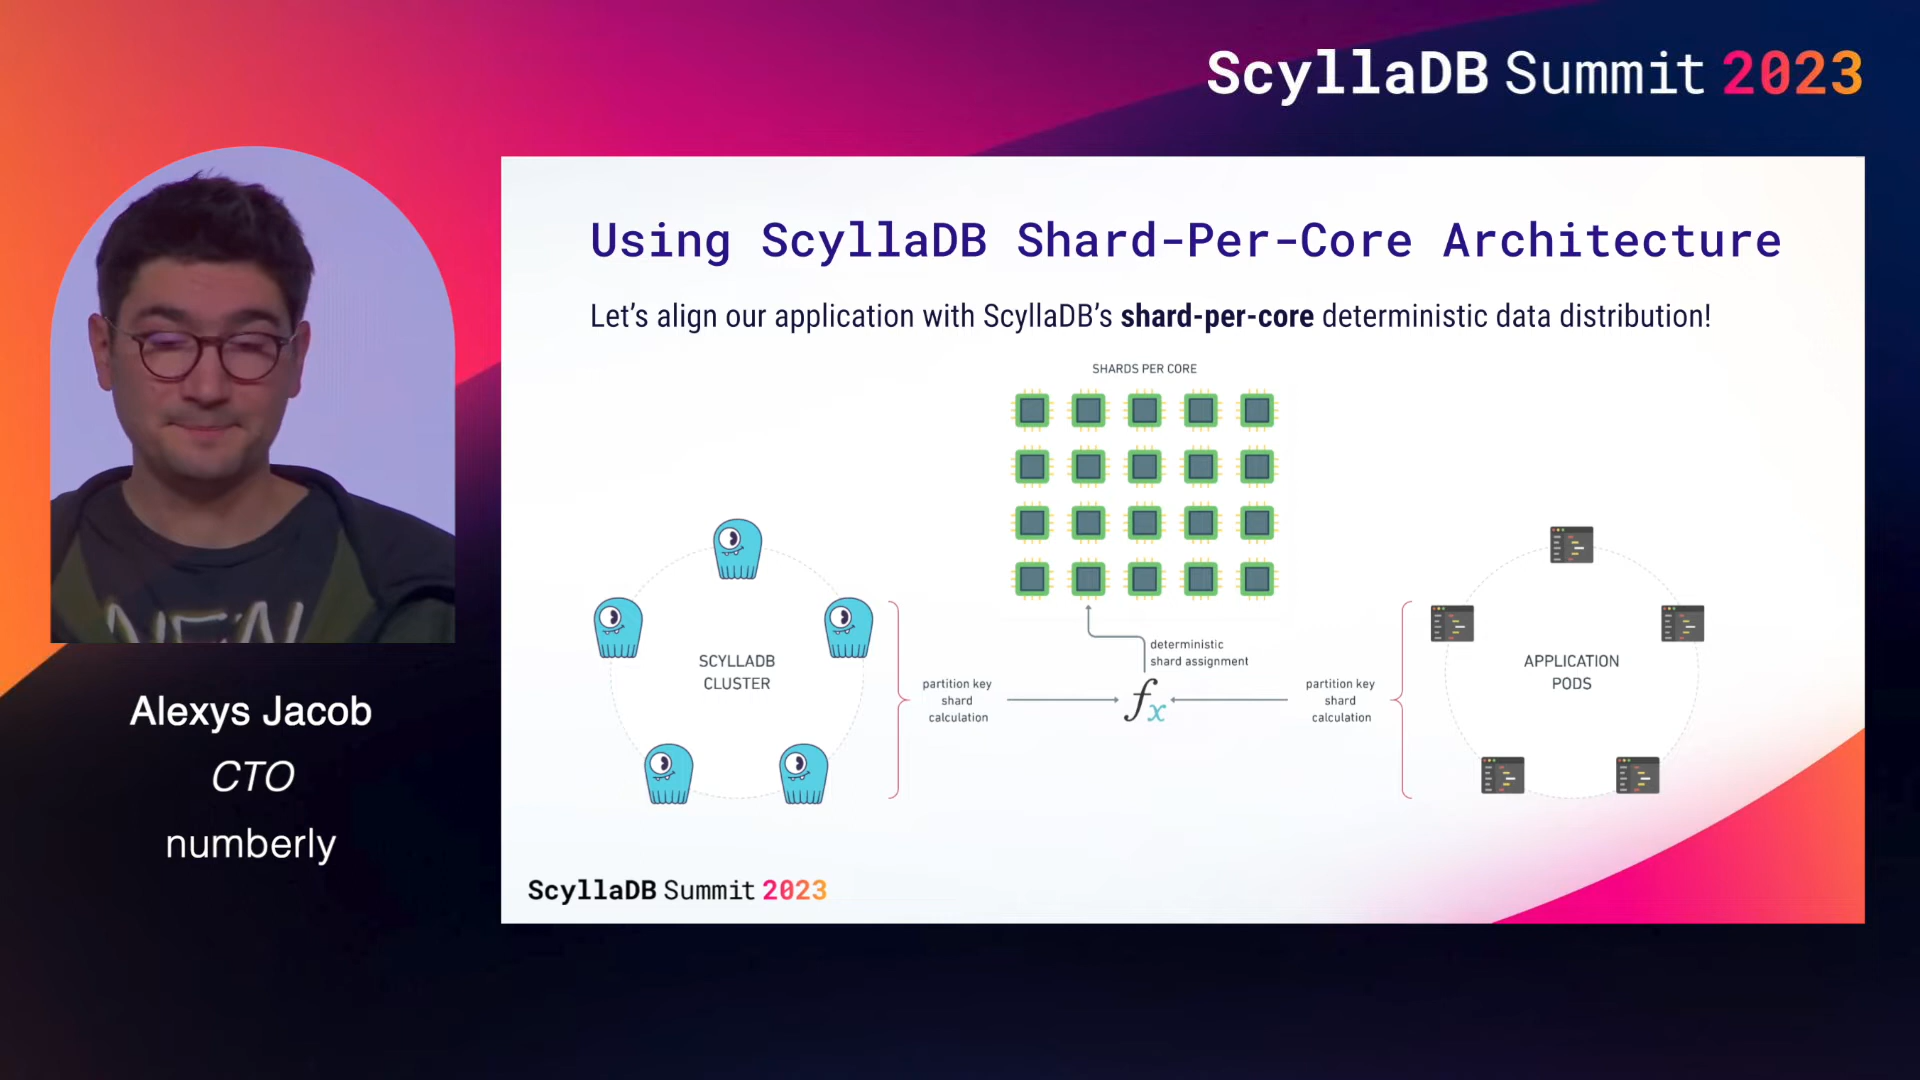 ScyllaDB Summit 2023
Using ScyllaDB Shard-Per-Core Architecture
Let's align our application with ScyllaDB's shard-per-core deterministic data distribution!
SHARDS PER CORE
SCYLLADB
CLUSTER
partition key
shard
calculation
deterministic
shard assignment
fx
partition key
shard
calculation
APPLICATION
PODS
ScyllaDB Summit 2023
Alexys Jacob
CTO
numberly